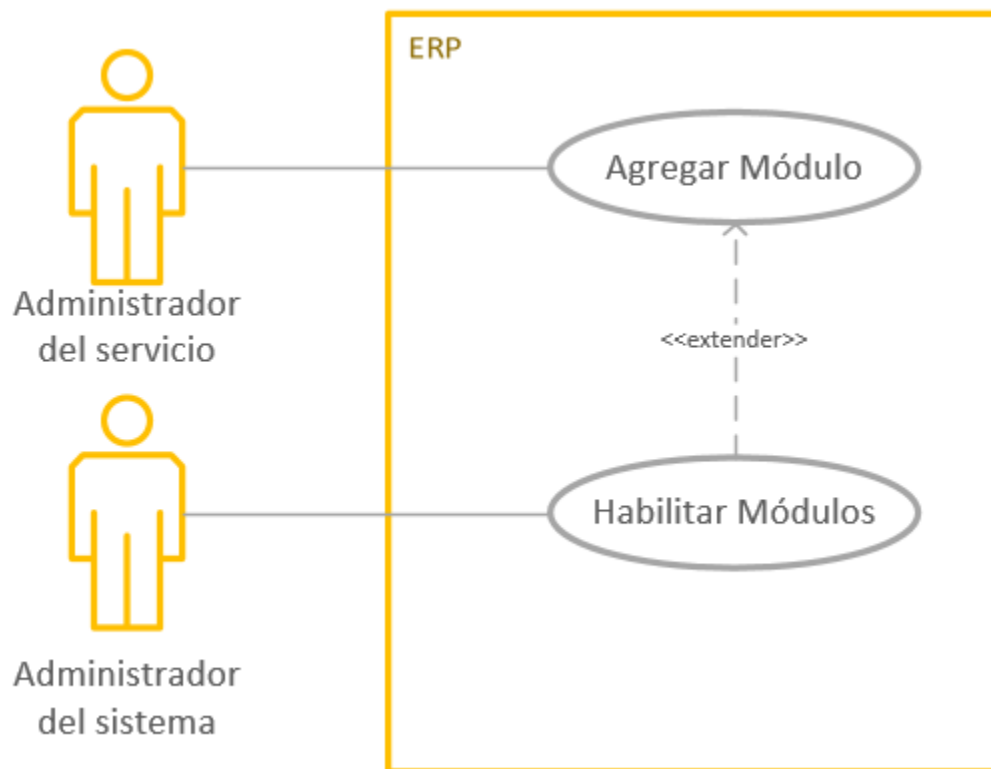 ERP
Agregar Módulo
Administrador
del servicio
<<extender>>
Habilitar Módulos
Administrador
del sistema